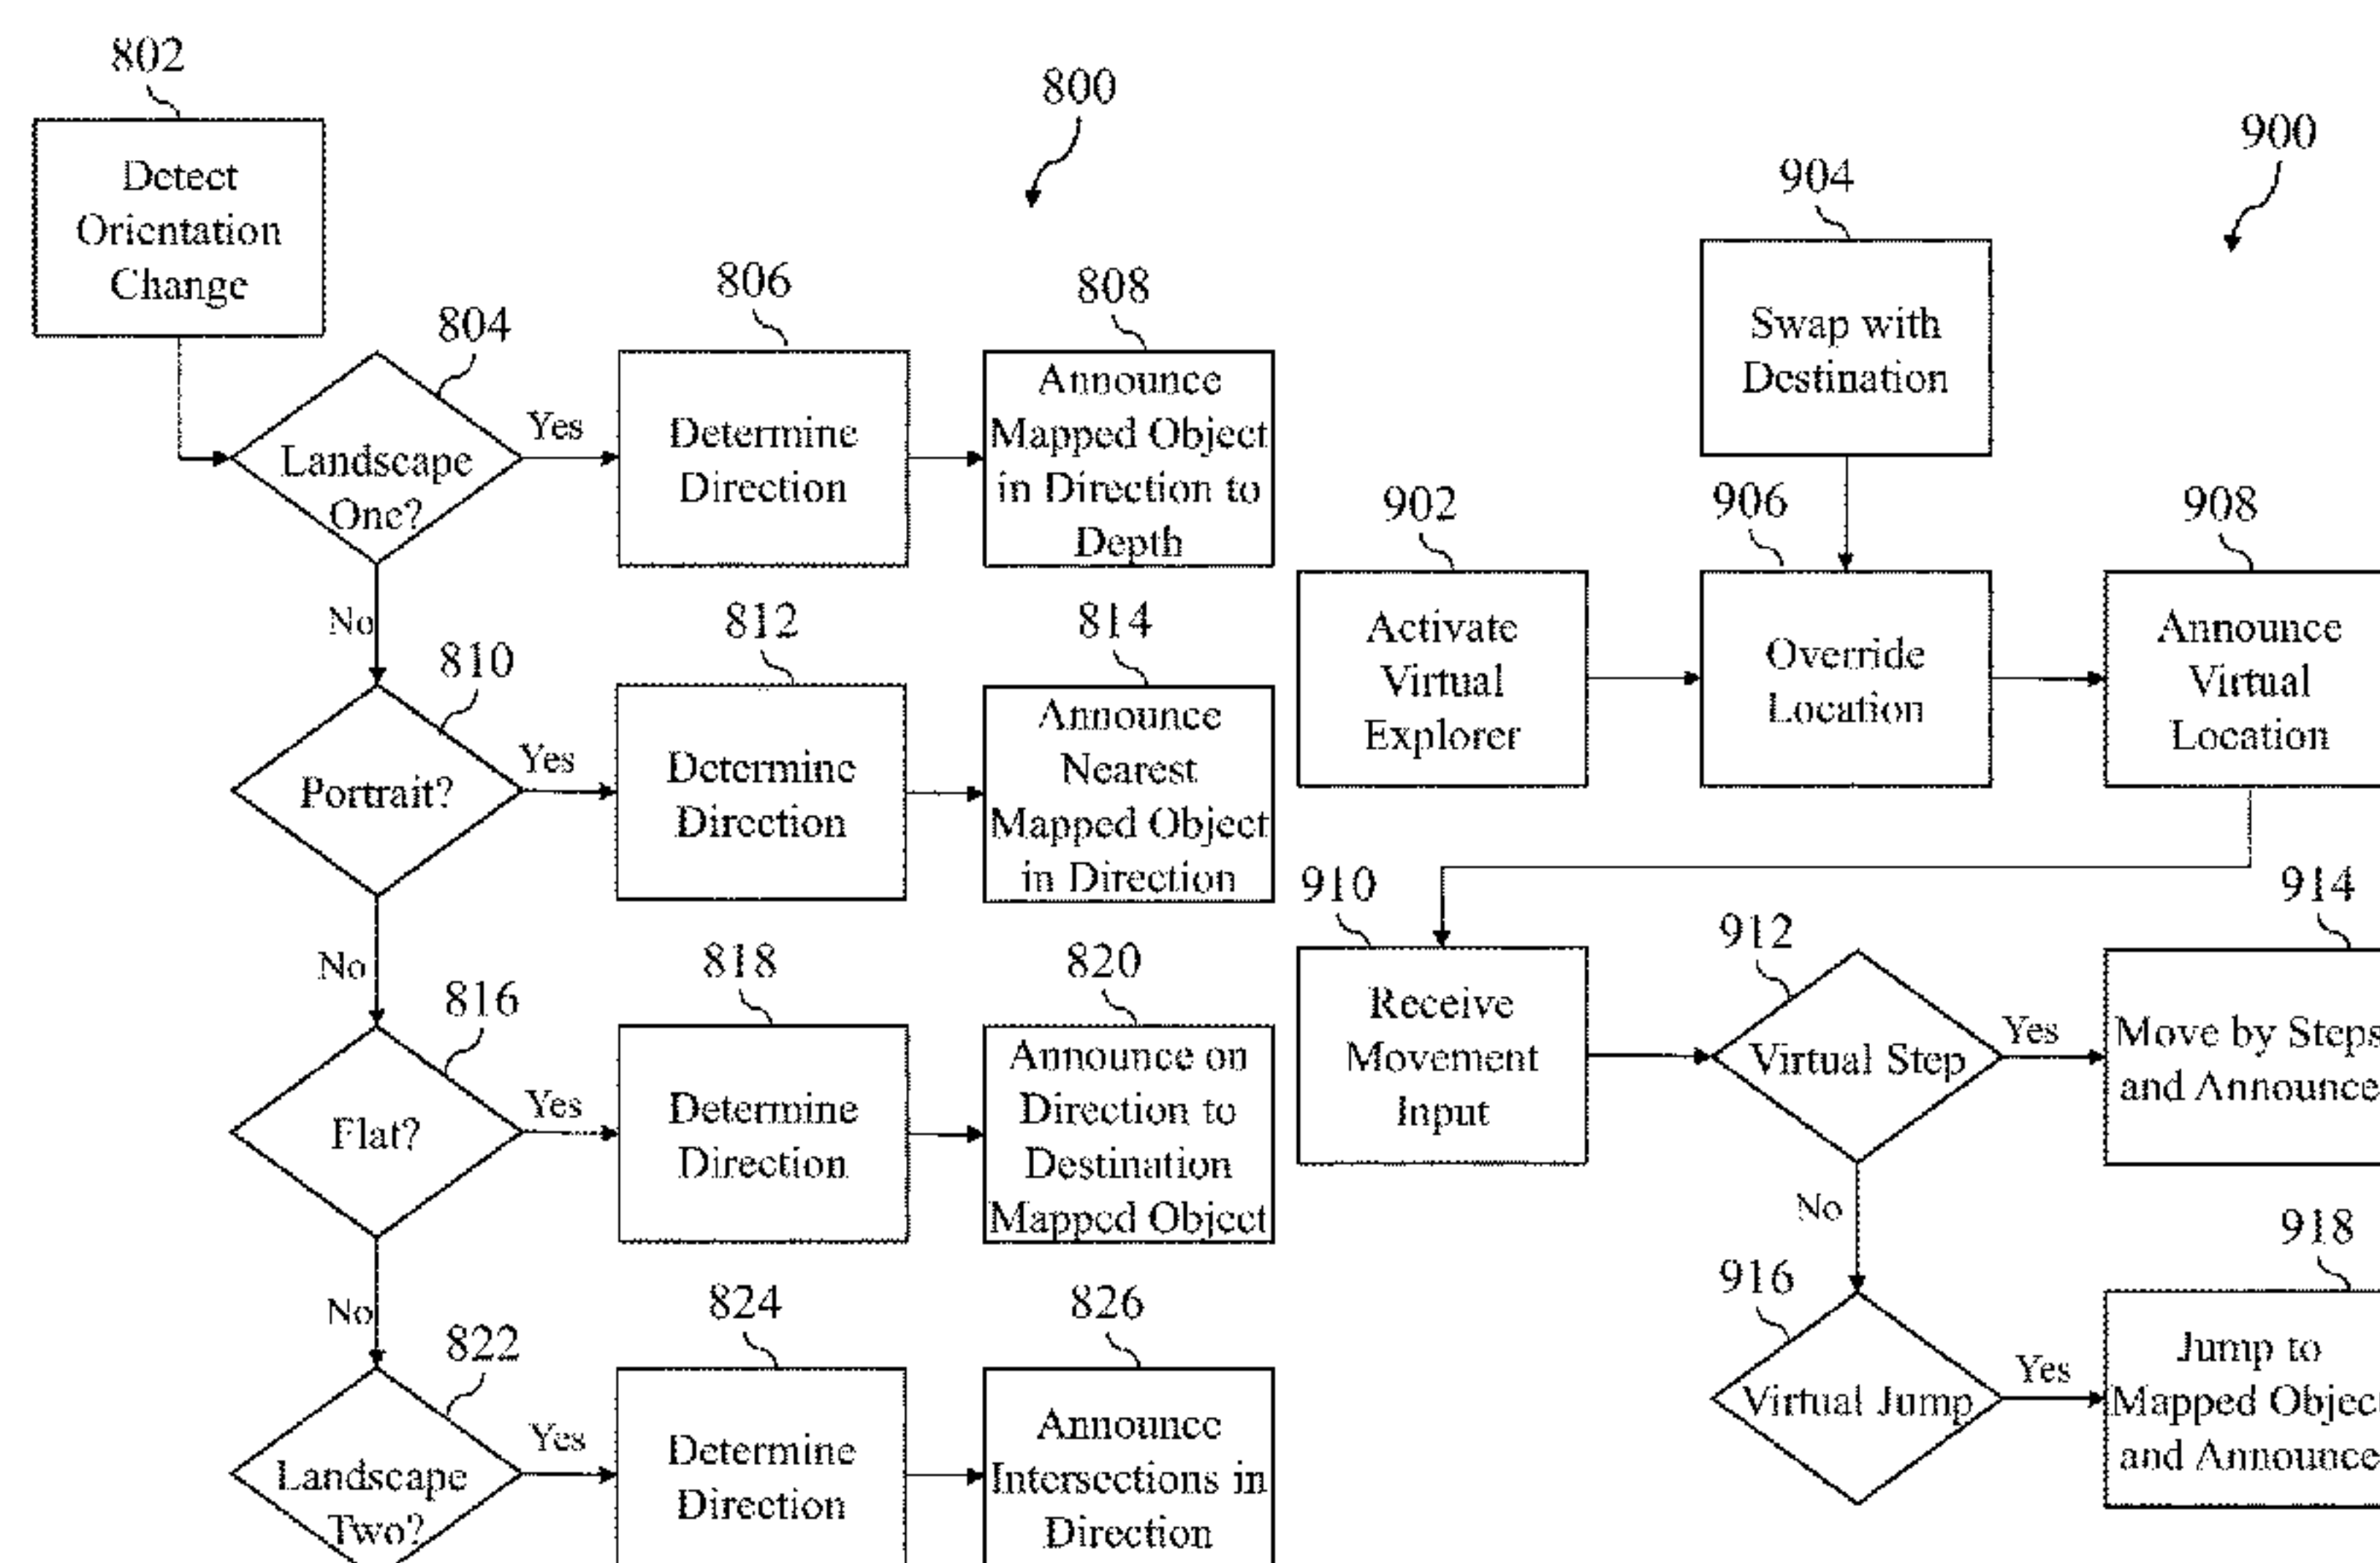 802
Detect
Orientation
Change
800
804
Landscape
One?
Yes
806
Determine
Direction
808
Announce
Mapped Object
in Direction to
Depth
No
810
Portrait?
Yes
812
Determine
Direction
814
Announce
Nearest
Mapped Object
in Direction
No
816
Flat?
Yes
818
Determine
Direction
820
Announce on
Direction to
Destination
Mapped Object
No
822
Landscape
Two?
Yes
824
Determine
Direction
826
Announce
Intersections in
Direction
900
904
Swap with
Destination
902
Activate
Virtual
Explorer
906
Override
Location
908
Announce
Virtual
Location
910
Receive
Movement
Input
912
Virtual Step
Yes
914
Move by Steps
and Announce
No
916
Virtual Jump
Yes
918
Jump to
Mapped Object
and Announce